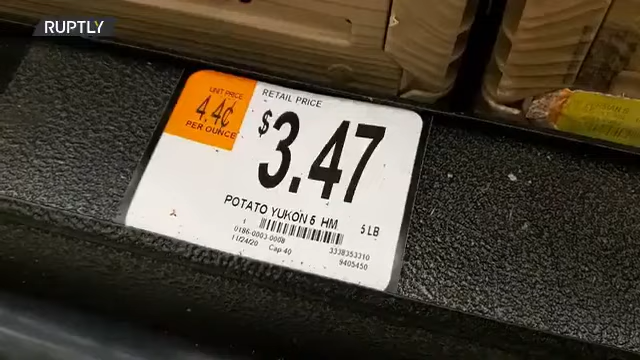 RUPTLY
UNIT PRICE
4.4¢
PER OUNCE
RETAIL PRICE
$3.47
POTATO YUKON 5 HM 5 LB
0186-0003-0008
11/24/20 Cap 40
3338353310
9405450